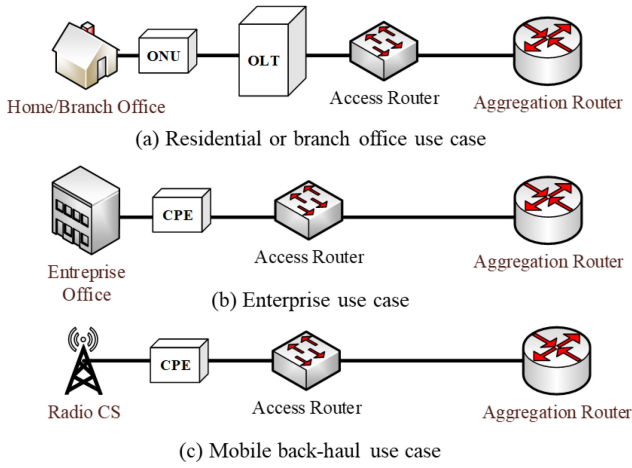 ONU
OLT
Home/Branch Office
Access Router
Aggregation Router
(a) Residential or branch office use case
CPE
Entreprise
Office
Access Router
Aggregation Router
(b) Enterprise use case
CPE
Radio CS
Access Router
Aggregation Router
(c) Mobile back-haul use case